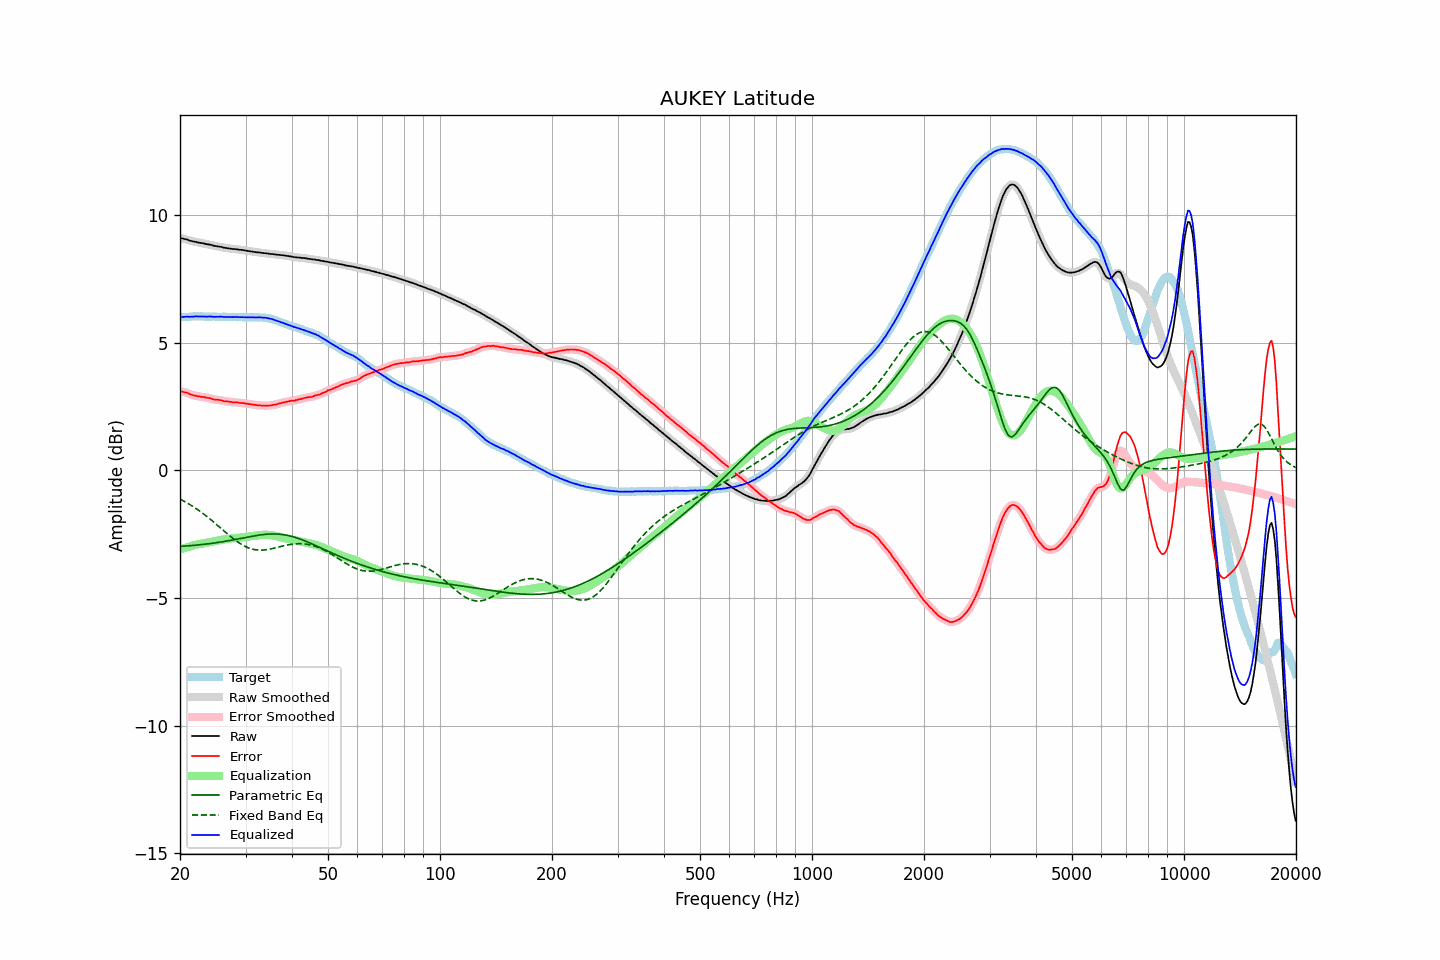 AUKEY Latitude
Amplitude (dBr)
10
5
0
−5
−10
−15
Target
Raw Smoothed
Error Smoothed
Raw
Error
Equalization
Parametric Eq
Fixed Band Eq
Equalized
20 50 100 200 500 1000 2000 5000 10000 20000
Frequency (Hz)